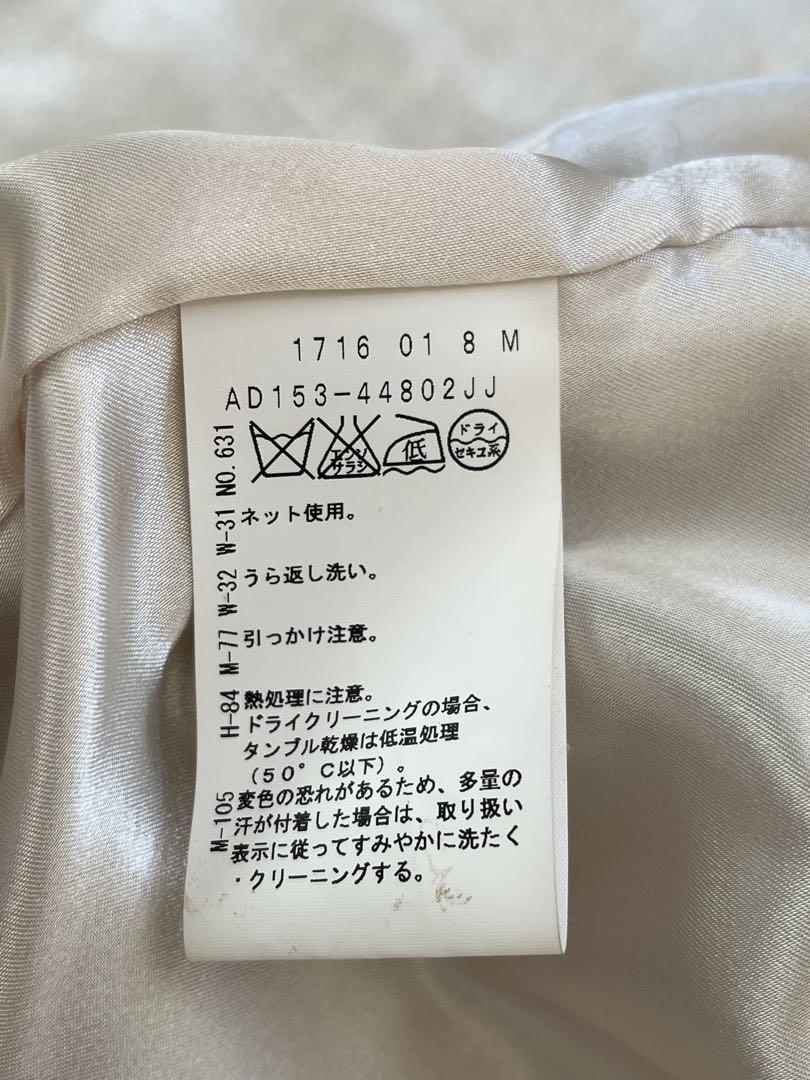 1716 01 8 M
AD153-44802JJ
エンソ
サラシ
低
ドライ
セキユ系
ネット使用。
うら返し洗い。
引っかけ注意。
熱処理に注意。
ドライクリーニングの場合、
タンブル乾燥は低温処理
(50°C以下)。
変色の恐れがあるため、多量の
汗が付着した場合は、取り扱い
表示に従ってすみやかに洗たく
・クリーニングする。
M-105 H-84 M-77 W-32 W-31 NO.631